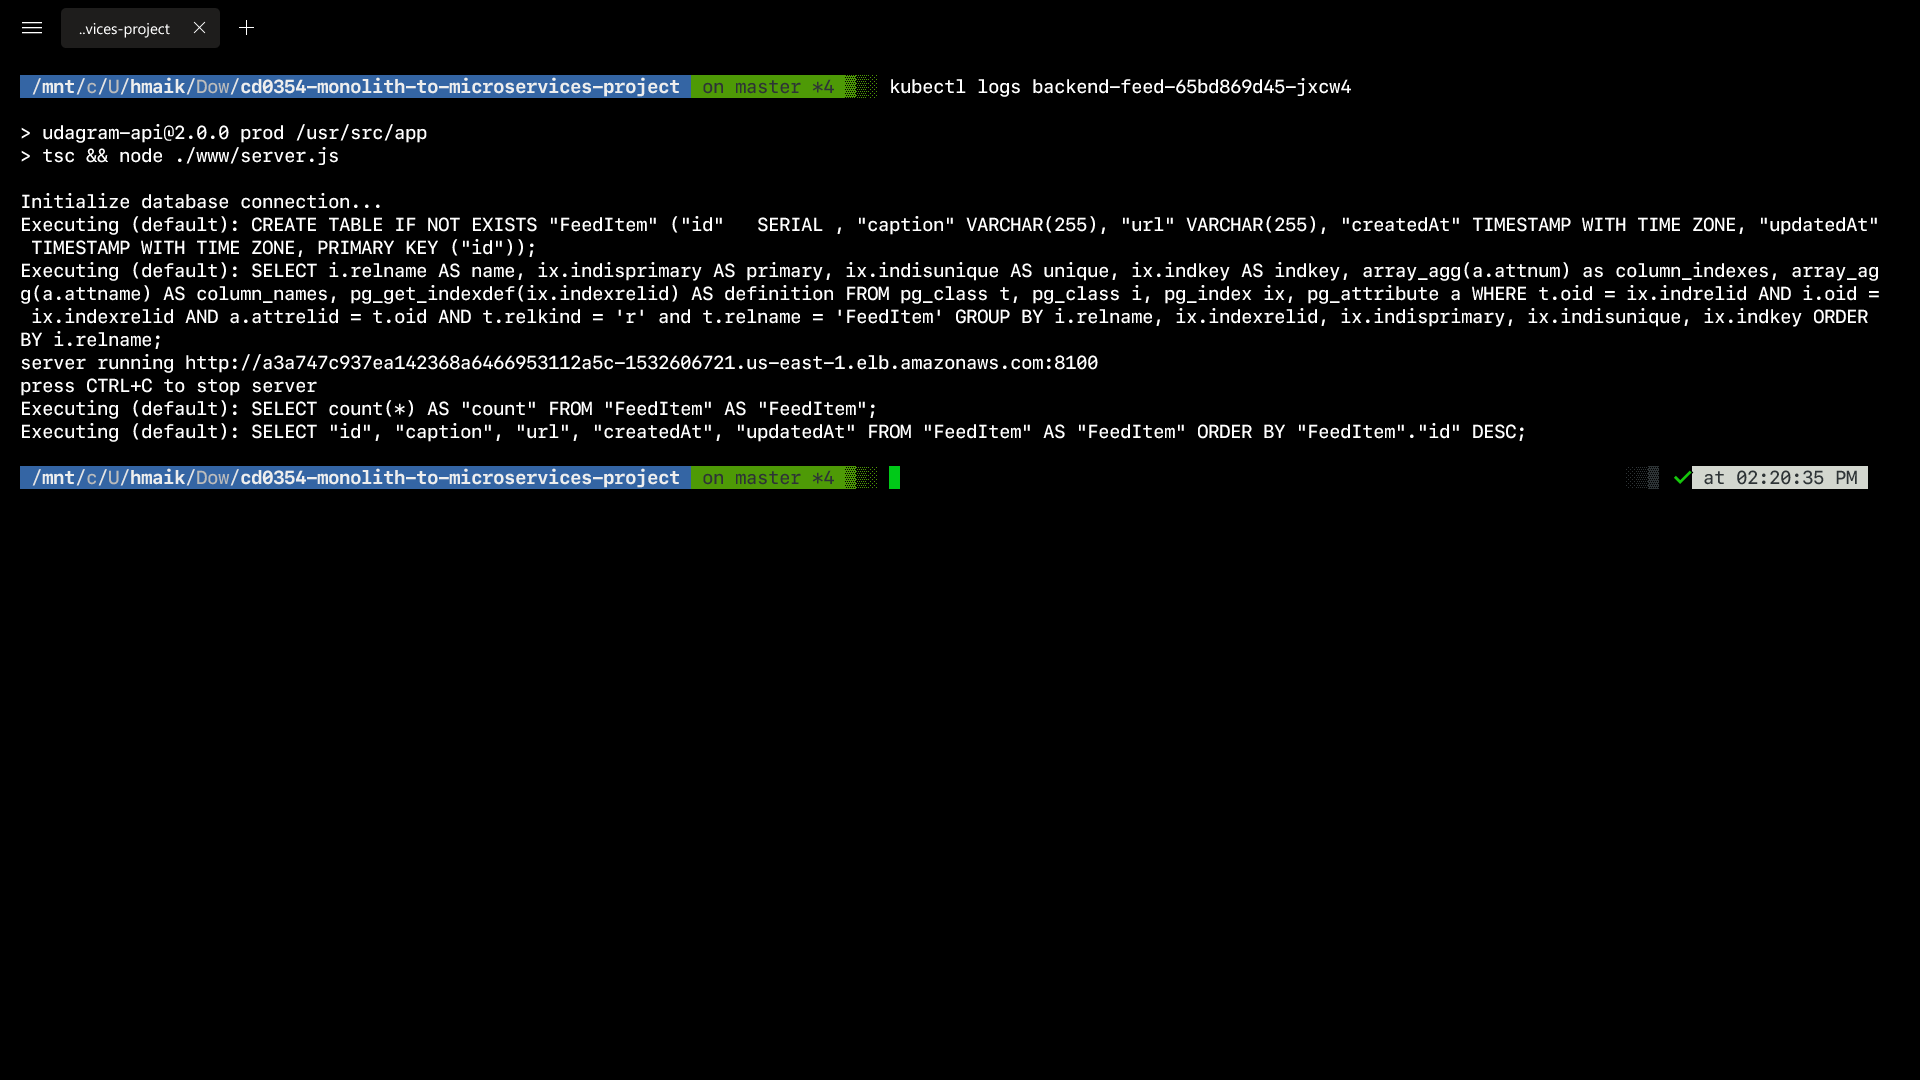 ..vices-project
/mnt/c/U/hmaik/Dow/cd0354-monolith-to-microservices-project on master *4 kubectl logs backend-feed-65bd869d45-jxcw4
> udagram-api@2.0.0 prod /usr/src/app
> tsc && node ./www/server.js
Initialize database connection...
Executing (default): CREATE TABLE IF NOT EXISTS "FeedItem" ("id"   SERIAL , "caption" VARCHAR(255), "url" VARCHAR(255), "createdAt" TIMESTAMP WITH TIME ZONE, "updatedAt"
TIMESTAMP WITH TIME ZONE, PRIMARY KEY ("id"));
Executing (default): SELECT i.relname AS name, ix.indisprimary AS primary, ix.indisunique AS unique, ix.indkey AS indkey, array_agg(a.attnum) as column_indexes, array_ag
g(a.attname) AS column_names, pg_get_indexdef(ix.indexrelid) AS definition FROM pg_class t, pg_class i, pg_index ix, pg_attribute a WHERE t.oid = ix.indrelid AND i.oid =
ix.indexrelid AND a.attrelid = t.oid AND t.relkind = 'r' and t.relname = 'FeedItem' GROUP BY i.relname, ix.indexrelid, ix.indisprimary, ix.indisunique, ix.indkey ORDER
BY i.relname;
server running http://a3a747c937ea142368a6466953112a5c-1532606721.us-east-1.elb.amazonaws.com:8100
press CTRL+C to stop server
Executing (default): SELECT count(*) AS "count" FROM "FeedItem" AS "FeedItem";
Executing (default): SELECT "id", "caption", "url", "createdAt", "updatedAt" FROM "FeedItem" AS "FeedItem" ORDER BY "FeedItem"."id" DESC;
/mnt/c/U/hmaik/Dow/cd0354-monolith-to-microservices-project on master *4 ✓ at 02:20:35 PM